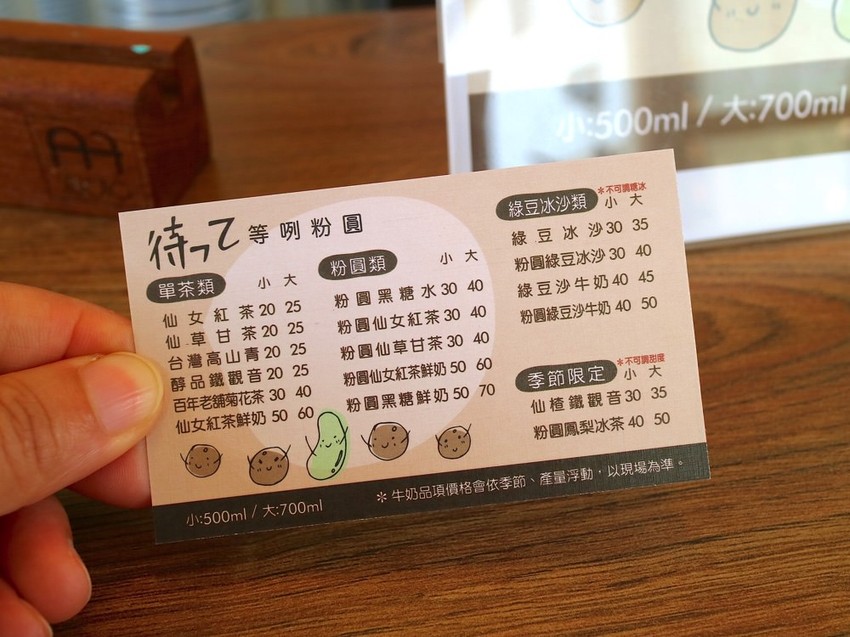 小:500ml / 大:700ml
待って 等咧粉圓
單茶類 小 大
仙女紅茶 20 25
仙草甘茶 20 25
台灣高山青 20 25
醇品鐵觀音 20 25
百年老舖菊花茶 30 40
仙女紅茶鮮奶 50 60
粉圓類 小 大
粉圓黑糖水 30 40
粉圓仙女紅茶 30 40
粉圓仙草甘茶 30 40
粉圓仙女紅茶鮮奶 50 60
粉圓黑糖鮮奶 50 70
＊不可調糖冰
綠豆冰沙類 小 大
綠豆冰沙 30 35
粉圓綠豆冰沙 30 40
綠豆沙牛奶 40 45
粉圓綠豆沙牛奶 40 50
＊不可調甜度
季節限定 小 大
仙楂鐵觀音 30 35
粉圓鳳梨冰茶 40 50
小:500ml / 大:700ml
＊牛奶品項價格會依季節、產量浮動，以現場為準。